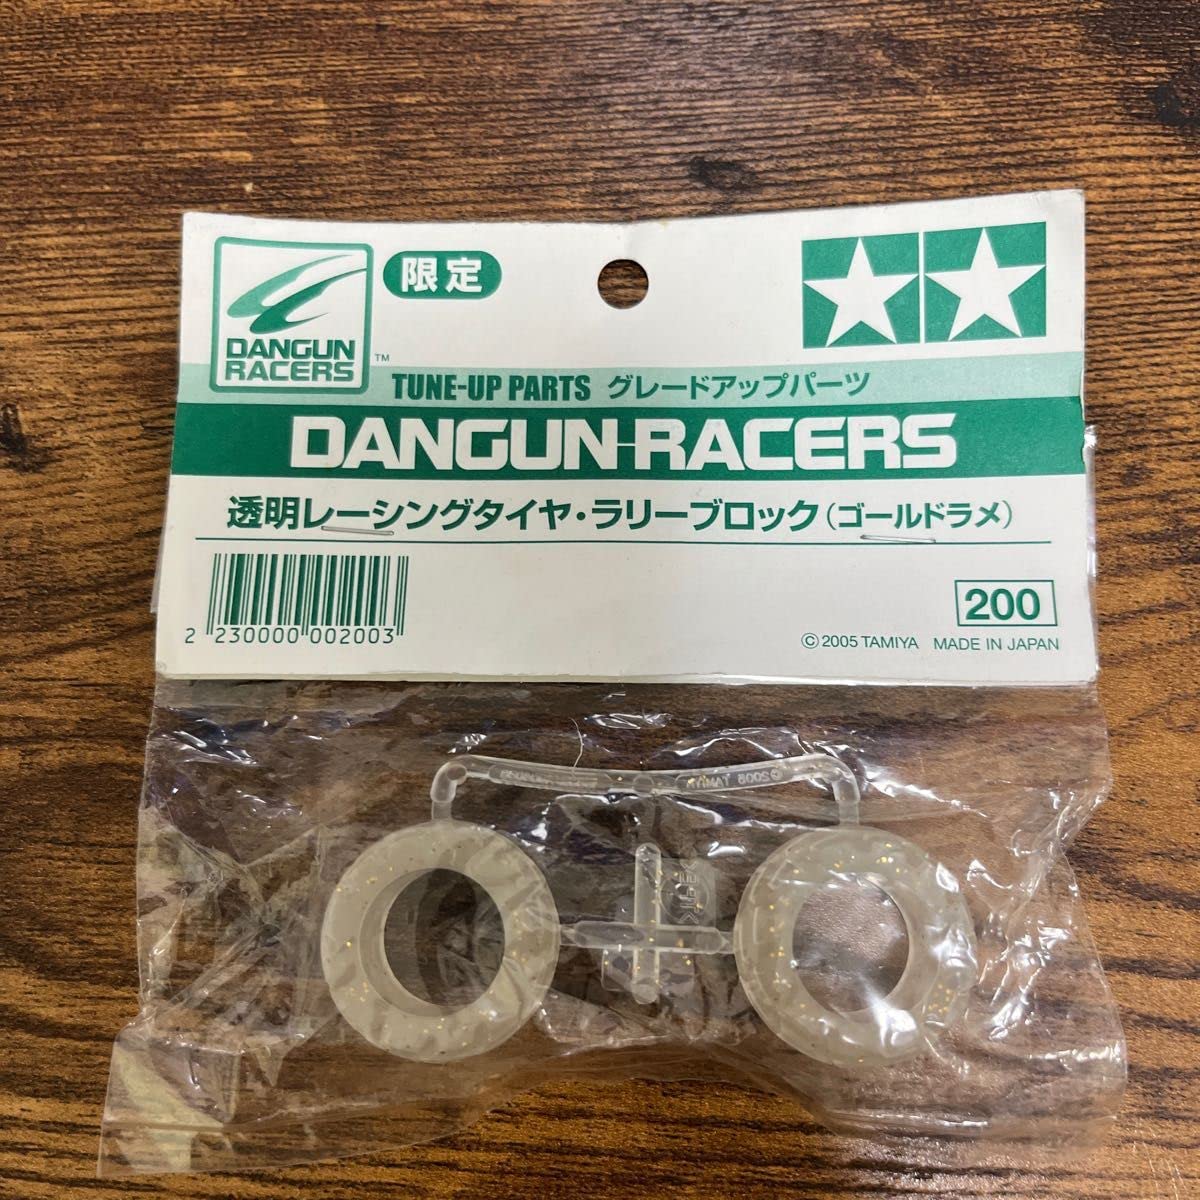 DANGUN
RACERS
™
限定
TUNE-UP PARTS グレードアップパーツ
DANGUN-RACERS
透明レーシングタイヤ・ラリーブロック(ゴールドラメ)
2 230000 002003
200
© 2005 TAMIYA MADE IN JAPAN